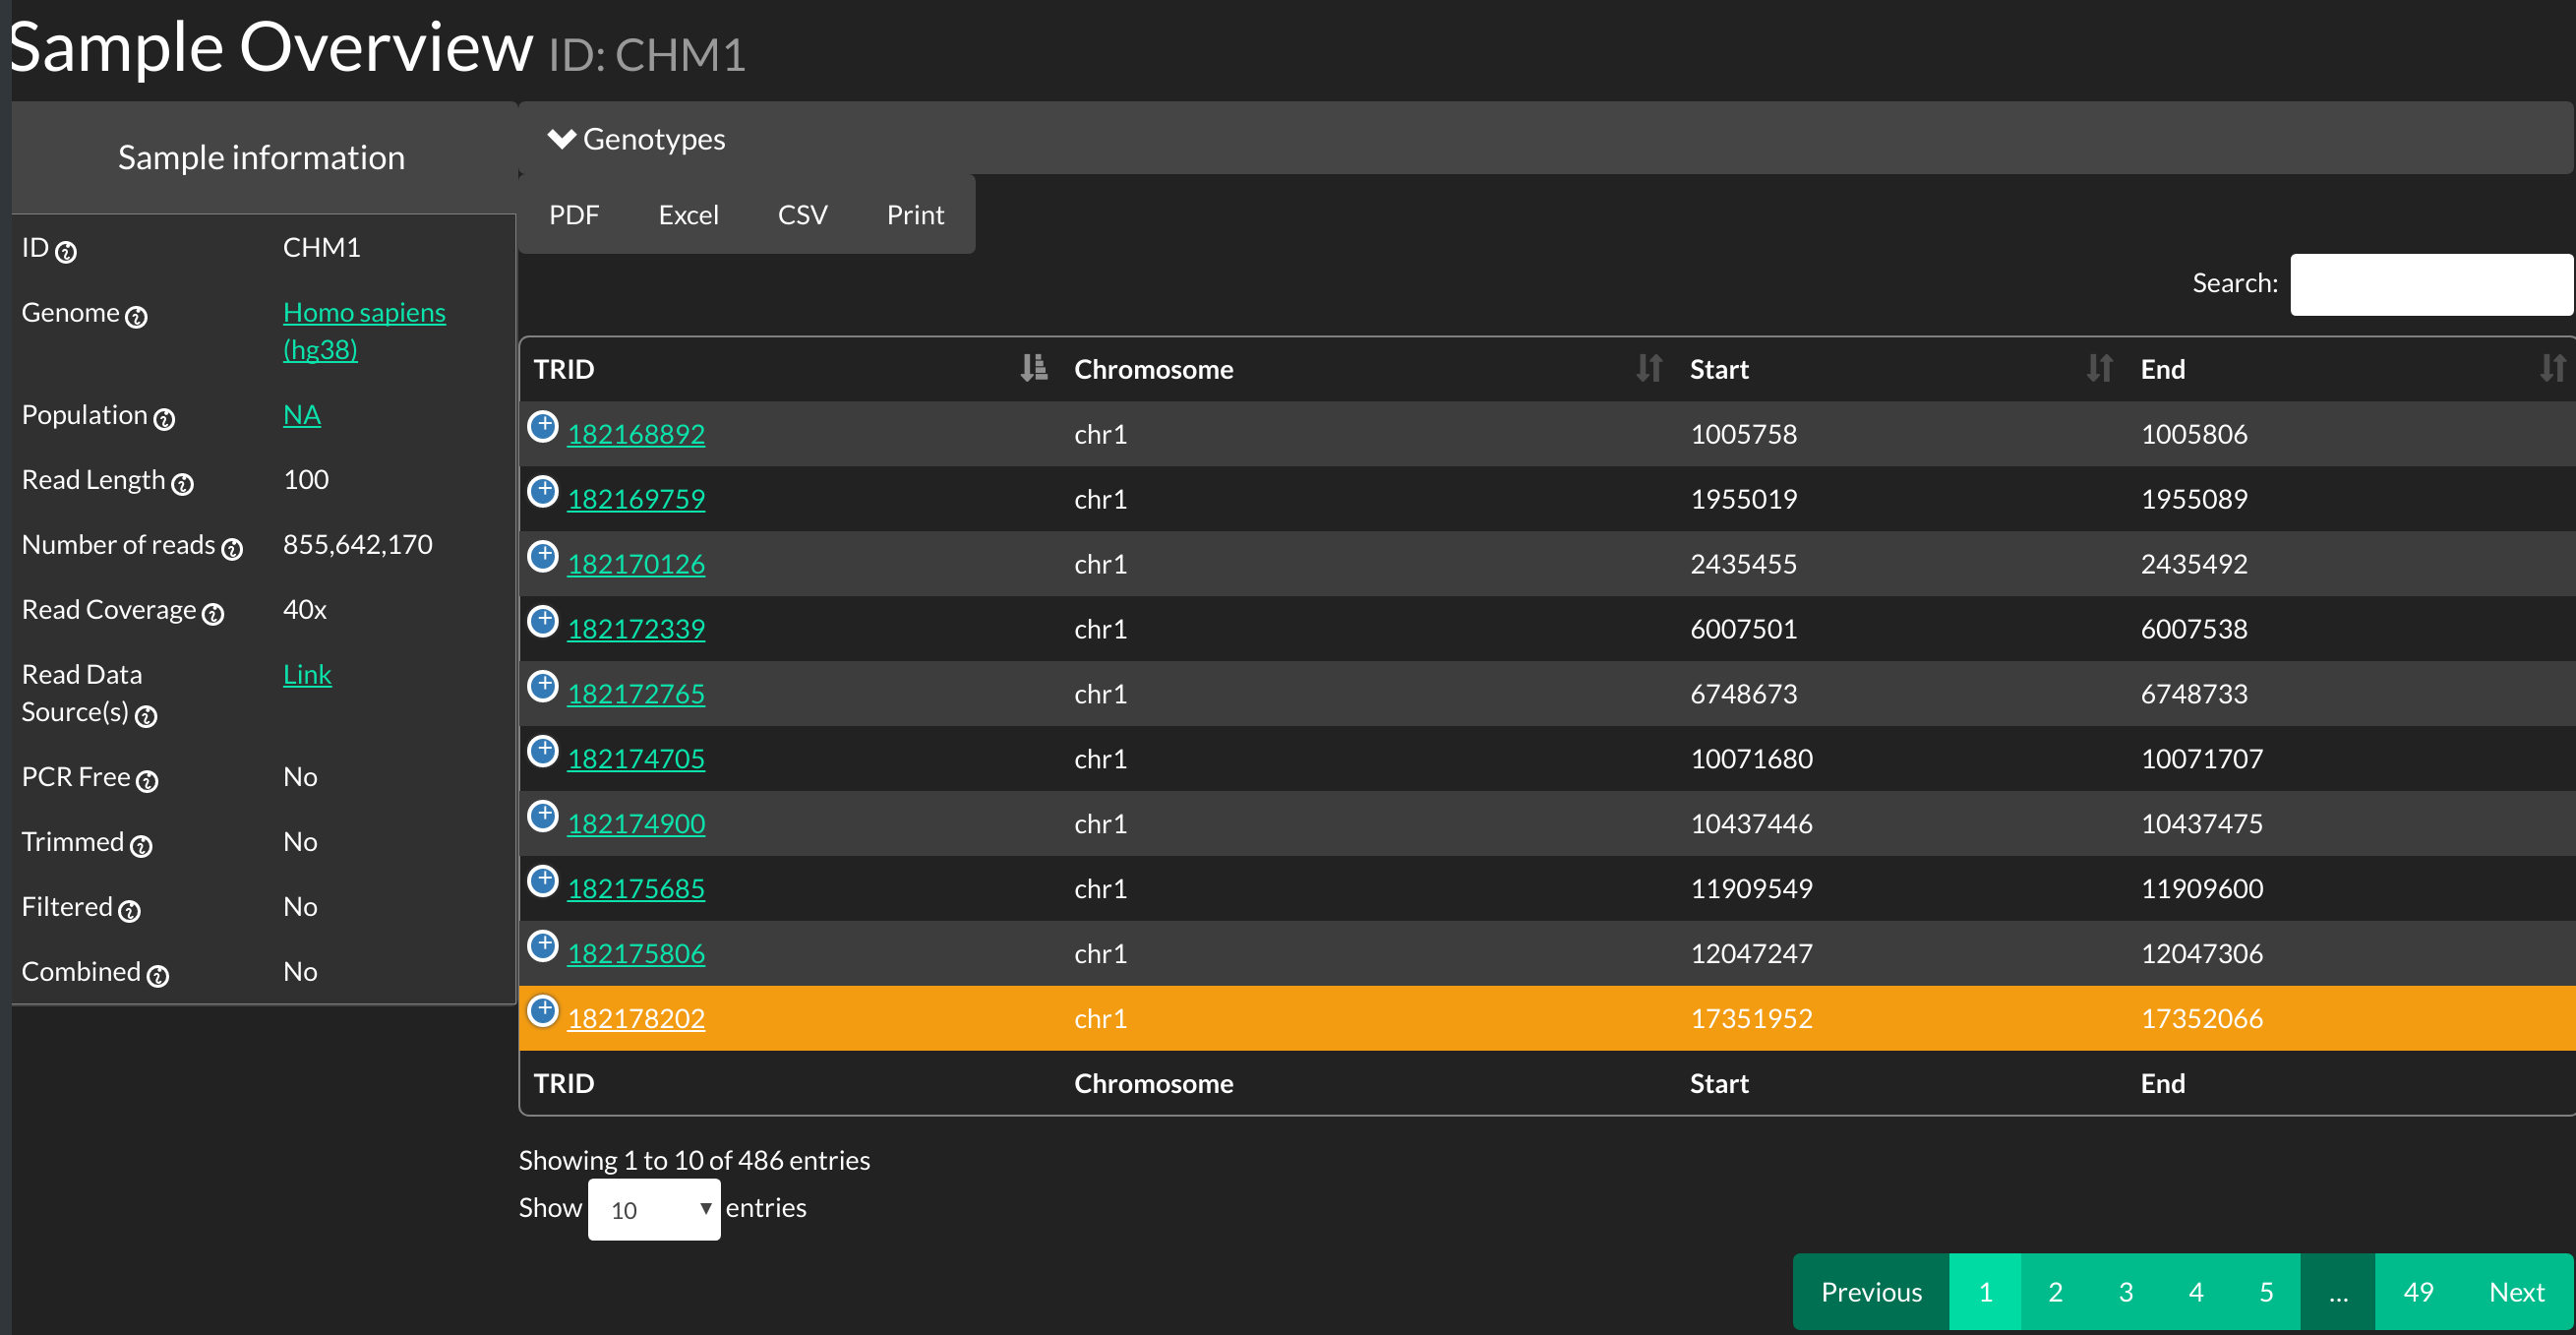 Sample Overview ID: CHM1
Sample information
ID CHM1
Genome Homo sapiens
(hg38)
Population NA
Read Length 100
Number of reads 855,642,170
Read Coverage 40x
Read Data Link
Source(s)
PCR Free No
Trimmed No
Filtered No
Combined No
Genotypes
PDF Excel CSV Print
Search:
TRID Chromosome Start End
182168892 chr1 1005758 1005806
182169759 chr1 1955019 1955089
182170126 chr1 2435455 2435492
182172339 chr1 6007501 6007538
182172765 chr1 6748673 6748733
182174705 chr1 10071680 10071707
182174900 chr1 10437446 10437475
182175685 chr1 11909549 11909600
182175806 chr1 12047247 12047306
182178202 chr1 17351952 17352066
TRID Chromosome Start End
Showing 1 to 10 of 486 entries
Show 10 entries
Previous 1 2 3 4 5 ... 49 Next